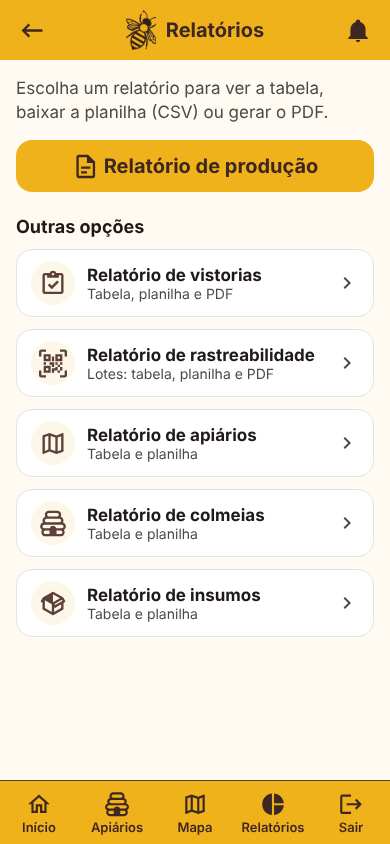 Relatórios
Escolha um relatório para ver a tabela,
baixar a planilha (CSV) ou gerar o PDF.
Relatório de produção
Outras opções
Relatório de vistorias
Tabela, planilha e PDF
Relatório de rastreabilidade
Lotes: tabela, planilha e PDF
Relatório de apiários
Tabela e planilha
Relatório de colmeias
Tabela e planilha
Relatório de insumos
Tabela e planilha
Início
Apiários
Mapa
Relatórios
Sair